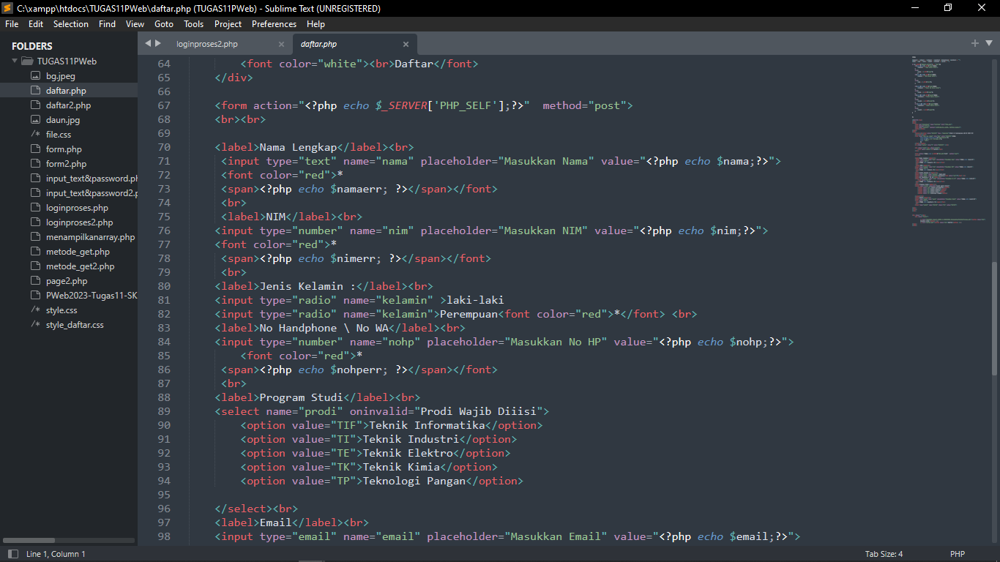 C:\xampp\htdocs\TUGAS11PWeb\daftar.php (TUGAS11PWeb) - Sublime Text (UNREGISTERED)
File Edit Selection Find View Goto Tools Project Preferences Help
FOLDERS
TUGAS11PWeb
bg.jpeg
daftar.php
daftar2.php
daun.jpg
/* file.css
form.php
form2.php
input_text&password.ph
input_text&password2.p
loginproses.php
loginproses2.php
menampilkanarray.php
metode_get.php
metode_get2.php
page2.php
PWeb2023-Tugas11-SK
/* style.css
/* style_daftar.css
loginproses2.php × daftar.php ×
64 <font color="white"><br>Daftar</font>
65 </div>
66
67 <form action="<?php echo $_SERVER['PHP_SELF'];?>"  method="post">
68 <br><br>
69
70 <label>Nama Lengkap</label><br>
71 <input type="text" name="nama" placeholder="Masukkan Nama" value="<?php echo $nama;?>">
72 <font color="red">*
73 <span><?php echo $namaerr; ?></span></font>
74 <br>
75 <label>NIM</label><br>
76 <input type="number" name="nim" placeholder="Masukkan NIM" value="<?php echo $nim;?>">
77 <font color="red">*
78 <span><?php echo $nimerr; ?></span></font>
79 <br>
80 <label>Jenis Kelamin :</label><br>
81 <input type="radio" name="kelamin" >laki-laki
82 <input type="radio" name="kelamin">Perempuan<font color="red">*</font> <br>
83 <label>No Handphone \ No WA</label><br>
84 <input type="number" name="nohp" placeholder="Masukkan No HP" value="<?php echo $nohp;?>">
85 <font color="red">*
86 <span><?php echo $nohperr; ?></span></font>
87 <br>
88 <label>Program Studi</label><br>
89 <select name="prodi" oninvalid="Prodi Wajib Diiisi">
90 <option value="TIF">Teknik Informatika</option>
91 <option value="TI">Teknik Industri</option>
92 <option value="TE">Teknik Elektro</option>
93 <option value="TK">Teknik Kimia</option>
94 <option value="TP">Teknologi Pangan</option>
95
96 </select><br>
97 <label>Email</label><br>
98 <input type="email" name="email" placeholder="Masukkan Email" value="<?php echo $email;?>">
Line 1, Column 1 Tab Size: 4 PHP